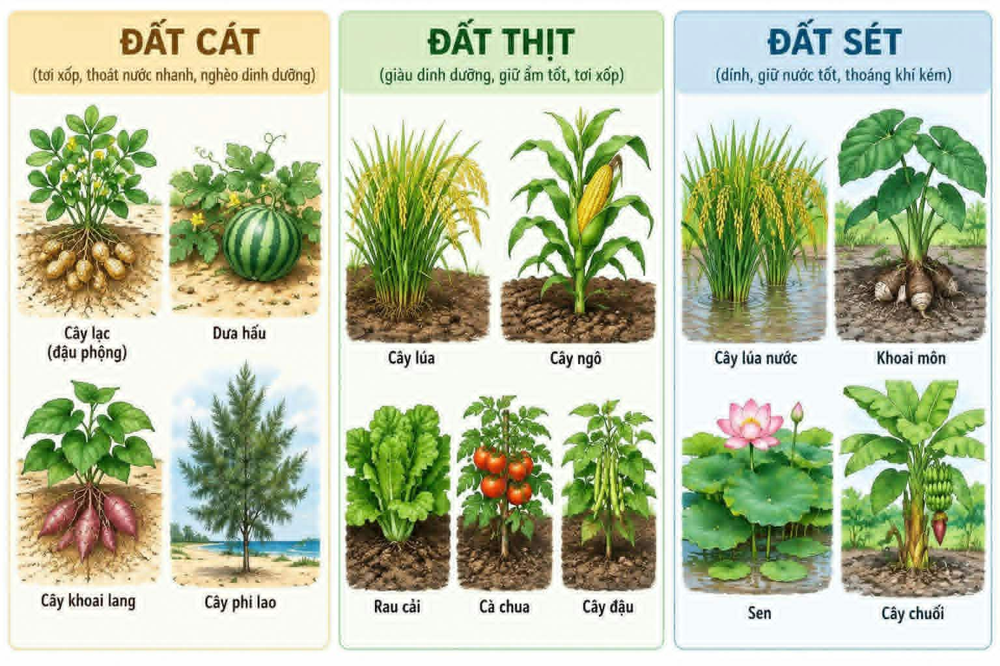 ĐẤT CÁT
(tơi xốp, thoát nước nhanh, nghèo dinh dưỡng)
Cây lạc
(đậu phộng)
Dưa hấu
Cây khoai lang
Cây phi lao
ĐẤT THỊT
(giàu dinh dưỡng, giữ ẩm tốt, tơi xốp)
Cây lúa
Cây ngô
Rau cải
Cà chua
Cây đậu
ĐẤT SÉT
(dính, giữ nước tốt, thoáng khí kém)
Cây lúa nước
Khoai môn
Sen
Cây chuối